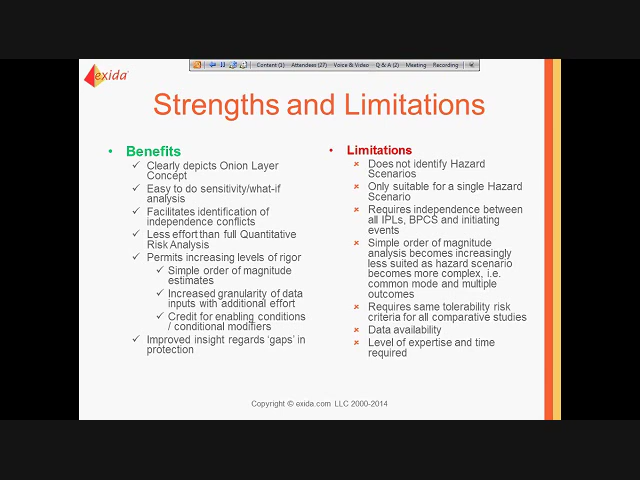 Content (1) Attendees (27) Voice & Video Q & A (2) Meeting Recording
exida
Strengths and Limitations
• Benefits
✓ Clearly depicts Onion Layer
Concept
✓ Easy to do sensitivity/what-if
analysis
✓ Facilitates identification of
independence conflicts
✓ Less effort than full Quantitative
Risk Analysis
✓ Permits increasing levels of rigor
✓ Simple order of magnitude
estimates
✓ Increased granularity of data
inputs with additional effort
✓ Credit for enabling conditions
/ conditional modifiers
✓ Improved insight regards 'gaps' in
protection
• Limitations
× Does not identify Hazard
Scenarios
× Only suitable for a single Hazard
Scenario
× Requires independence between
all IPLs, BPCS and initiating
events
× Simple order of magnitude
analysis becomes increasingly
less suited as hazard scenario
becomes more complex, i.e.
common mode and multiple
outcomes
× Requires same tolerability risk
criteria for all comparative studies
× Data availability
× Level of expertise and time
required
Copyright © exida.com LLC 2000-2014